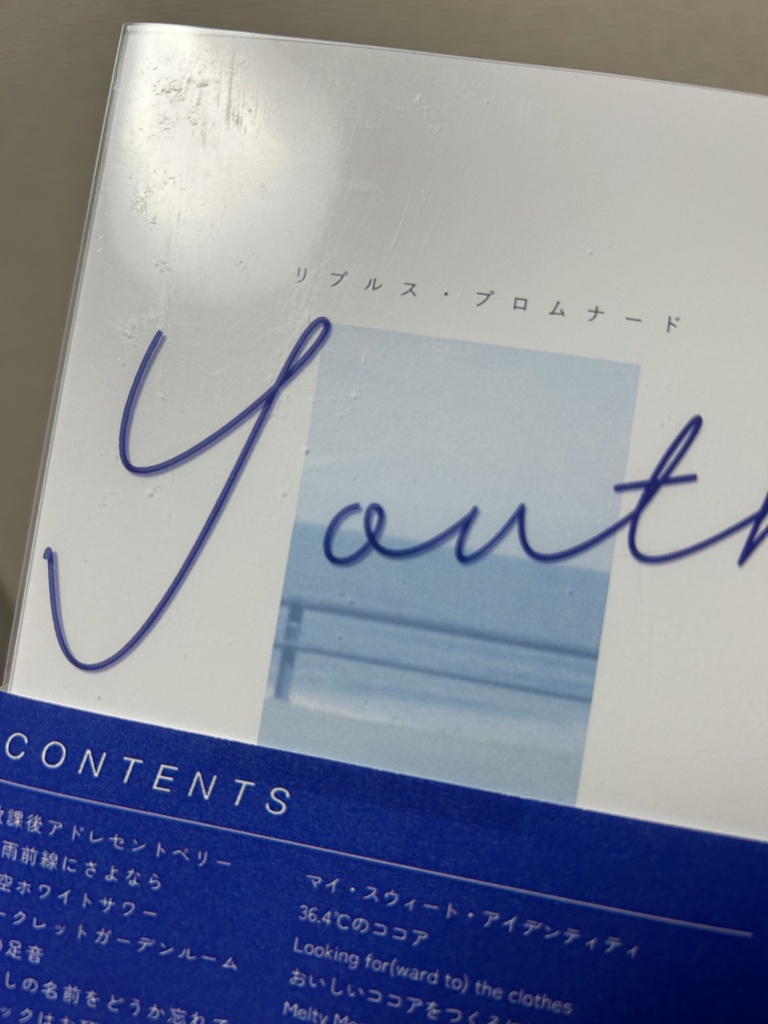 リプルス・プロムナード
Youth
CONTENTS
課後アドレセントベリー
雨前線にさよなら
空ホワイトサワー
ークレットガーデンルーム
の足音
しの名前をどうか忘れて
マイ・スウィート・アイデンティティ
36.4℃のココア
Looking for(ward to) the clothes
おいしいココアをつくる
Melty